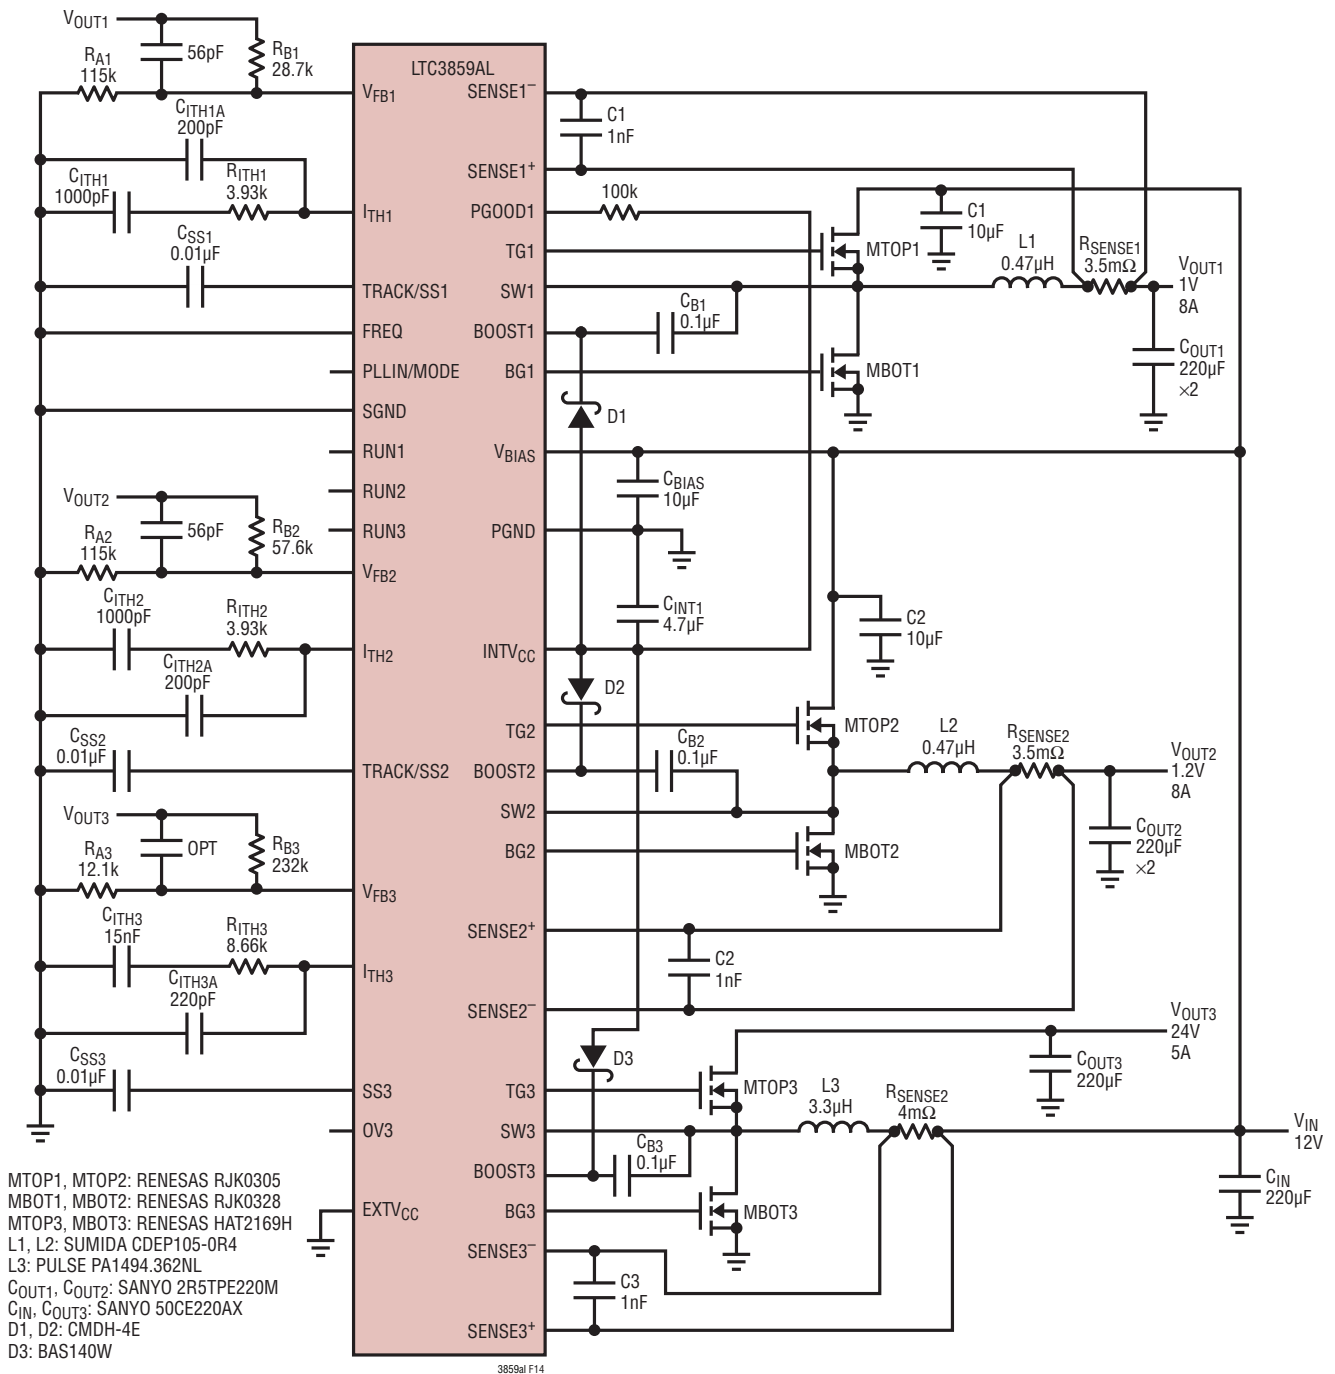 VOUT1
RA1
115k
56pF
RB1
28.7k
CITH1A
200pF
CITH1
1000pF
RITH1
3.93k
CSS1
0.01µF
VOUT2
RA2
115k
56pF
RB2
57.6k
CITH2
1000pF
RITH2
3.93k
CITH2A
200pF
CSS2
0.01µF
VOUT3
RA3
12.1k
OPT
RB3
232k
CITH3
15nF
RITH3
8.66k
CITH3A
220pF
CSS3
0.01µF
LTC3859AL
VFB1
ITH1
TRACK/SS1
FREQ
PLLIN/MODE
SGND
RUN1
RUN2
RUN3
VFB2
ITH2
TRACK/SS2
VFB3
ITH3
SS3
OV3
EXTVCC
SENSE1–
SENSE1+
PGOOD1
TG1
SW1
BOOST1
BG1
VBIAS
PGND
INTVCC
TG2
BOOST2
SW2
BG2
SENSE2+
SENSE2–
TG3
SW3
BOOST3
BG3
SENSE3–
SENSE3+
C1
1nF
100k
MTOP1
C1
10µF
L1
0.47µH
RSENSE1
3.5mΩ
VOUT1
1V
8A
CB1
0.1µF
MBOT1
COUT1
220µF
×2
D1
CBIAS
10µF
CINT1
4.7µF
C2
10µF
D2
MTOP2
L2
0.47µH
RSENSE2
3.5mΩ
VOUT2
1.2V
8A
CB2
0.1µF
MBOT2
COUT2
220µF
×2
C2
1nF
VOUT3
24V
5A
D3
MTOP3
COUT3
220µF
L3
3.3µH
RSENSE2
4mΩ
VIN
12V
CB3
0.1µF
MBOT3
CIN
220µF
C3
1nF
MTOP1, MTOP2: RENESAS RJK0305
MBOT1, MBOT2: RENESAS RJK0328
MTOP3, MBOT3: RENESAS HAT2169H
L1, L2: SUMIDA CDEP105-0R4
L3: PULSE PA1494.362NL
COUT1, COUT2: SANYO 2R5TPE220M
CIN, COUT3: SANYO 50CE220AX
D1, D2: CMDH-4E
D3: BAS140W
3859al F14